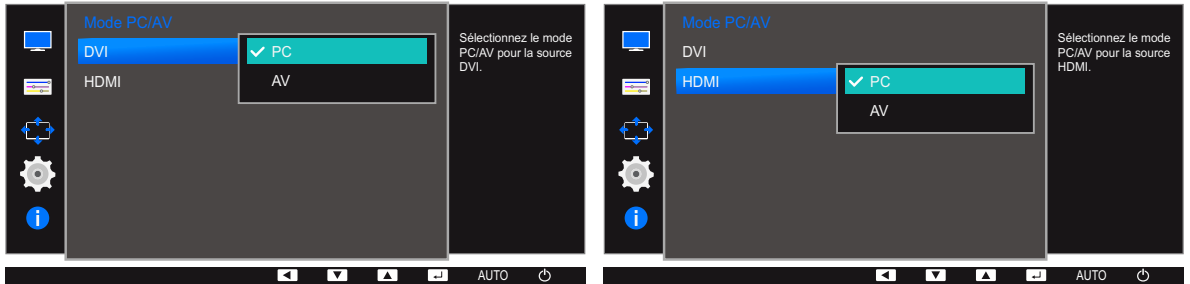 Mode PC/AV
DVI
PC
HDMI
AV
Sélectionnez le mode
PC/AV pour la source
DVI.
AUTO
Mode PC/AV
DVI
HDMI
PC
AV
Sélectionnez le mode
PC/AV pour la source
HDMI.
AUTO